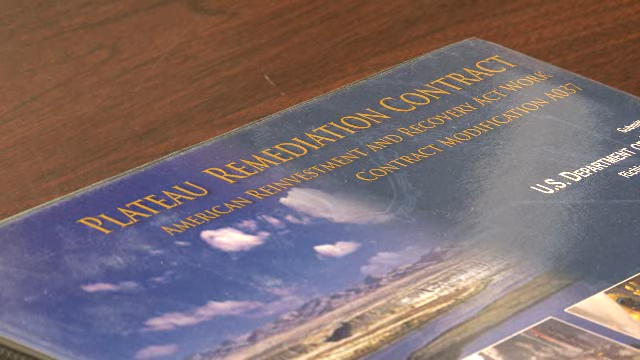 PLATEAU REMEDIATION CONTRACT
AMERICAN REINVESTMENT AND RECOVERY ACT WORK
CONTRACT MODIFICATION A037
U.S. DEPARTMENT